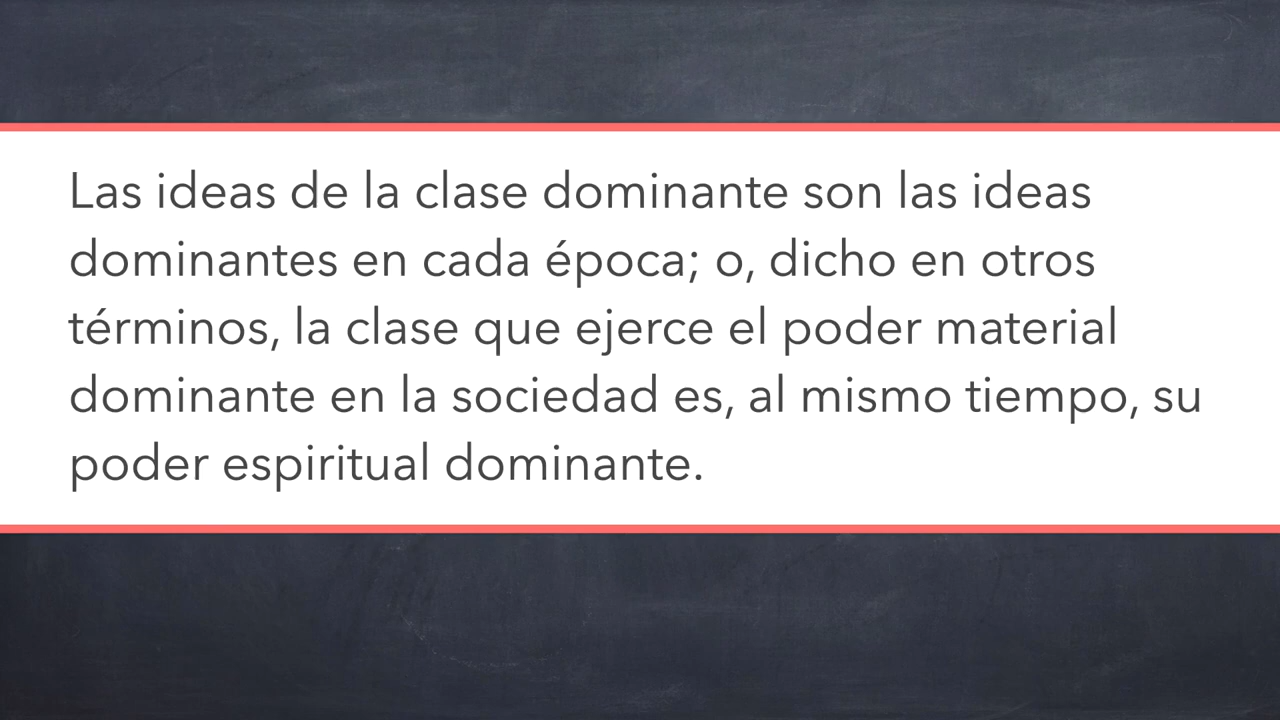 Las ideas de la clase dominante son las ideas
dominantes en cada época; o, dicho en otros
términos, la clase que ejerce el poder material
dominante en la sociedad es, al mismo tiempo, su
poder espiritual dominante.